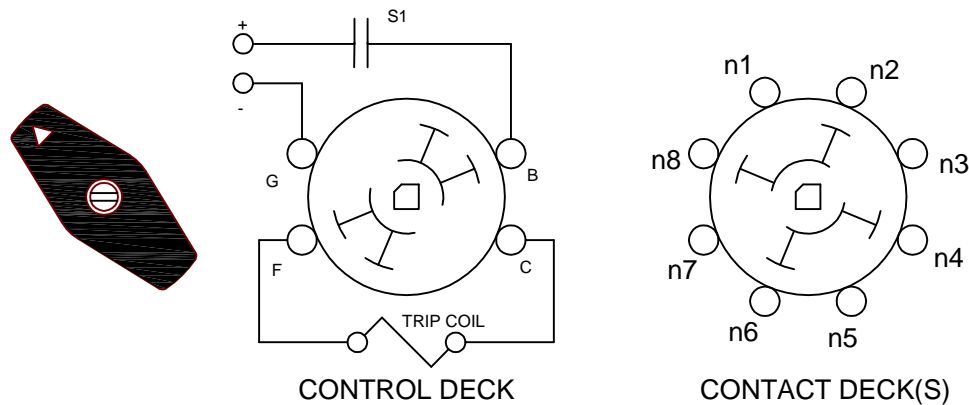 S1
+
-
G
B
F
C
TRIP COIL
CONTROL DECK
n1
n2
n8
n3
n7
n4
n6
n5
CONTACT DECK(S)